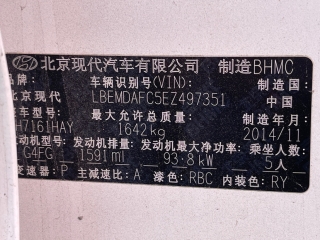 北京现代汽车有限公司 制造BHMC
车辆识别号(VIN): 制造国:
北京现代 LBEMDAFC5EZ497351 中国
车型: 最大允许总质量: 制造年月:
H7161HAY 1642kg 2014/11
发动机型号: 发动机排量: 发动机最大净功率: 乘坐人数:
G4FG 1591ml 93.8kW 5人
变速器: P 主减速比: A 漆色: RBC 内装色: RY